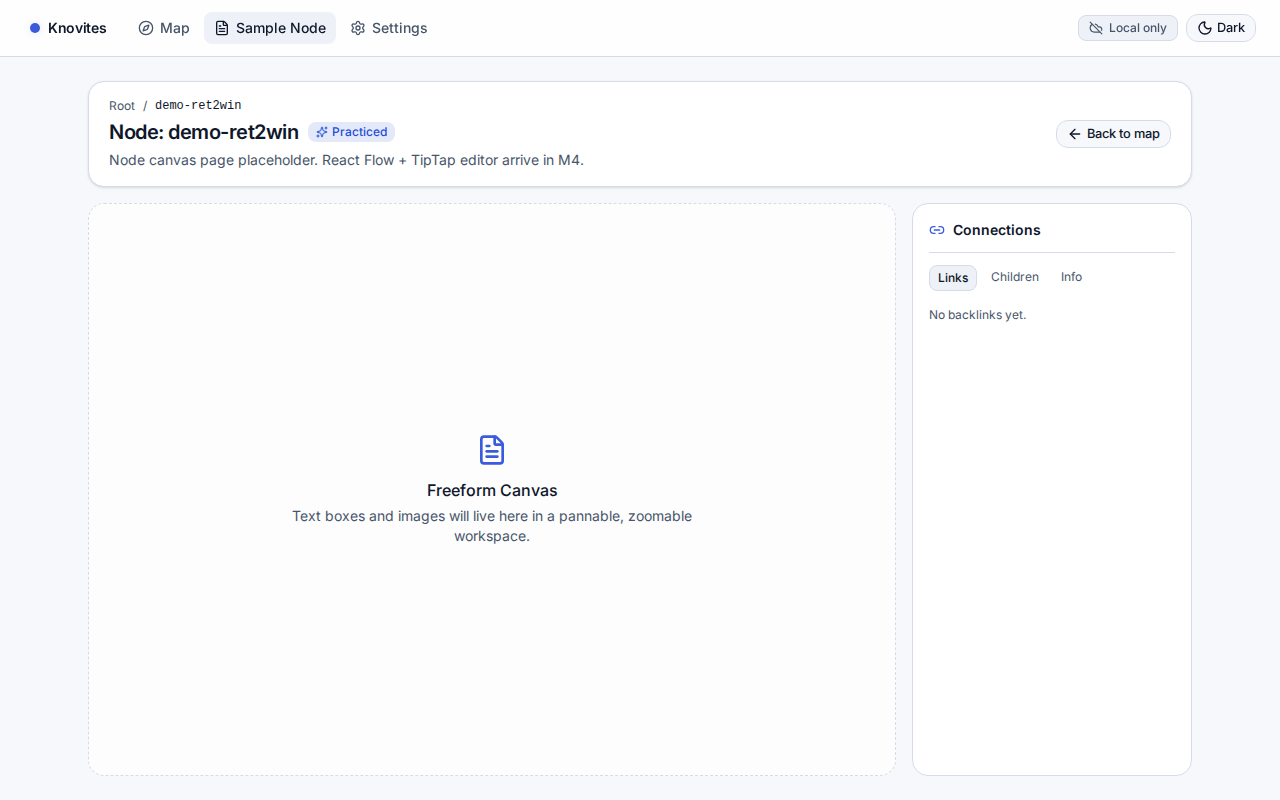 Knovites
Map
Sample Node
Settings
Local only
Dark
Root / demo-ret2win
Node: demo-ret2win
Practiced
Node canvas page placeholder. React Flow + TipTap editor arrive in M4.
Back to map
Freeform Canvas
Text boxes and images will live here in a pannable, zoomable
workspace.
Connections
Links
Children
Info
No backlinks yet.